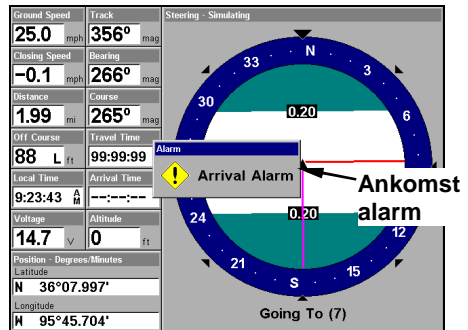 Ground Speed
25.0 mph
Track
356° mag
Closing Speed
-0.1 mph
Bearing
266° mag
Distance
1.99 mi
Course
265° mag
Off Course
88 L ft
Travel Time
99:99:99
Local Time
9:23:43 AM
Arrival Time
--:--:--
Voltage
14.7 v
Altitude
0 ft
Position - Degrees/Minutes
Latitude
N 36°07.997'
Longitude
W 95°45.704'
Steering - Simulating
N
33
3
30
6
0.20
Alarm
Arrival Alarm
Ankomst
alarm
24
0.20
12
21
15
S
Going To (7)